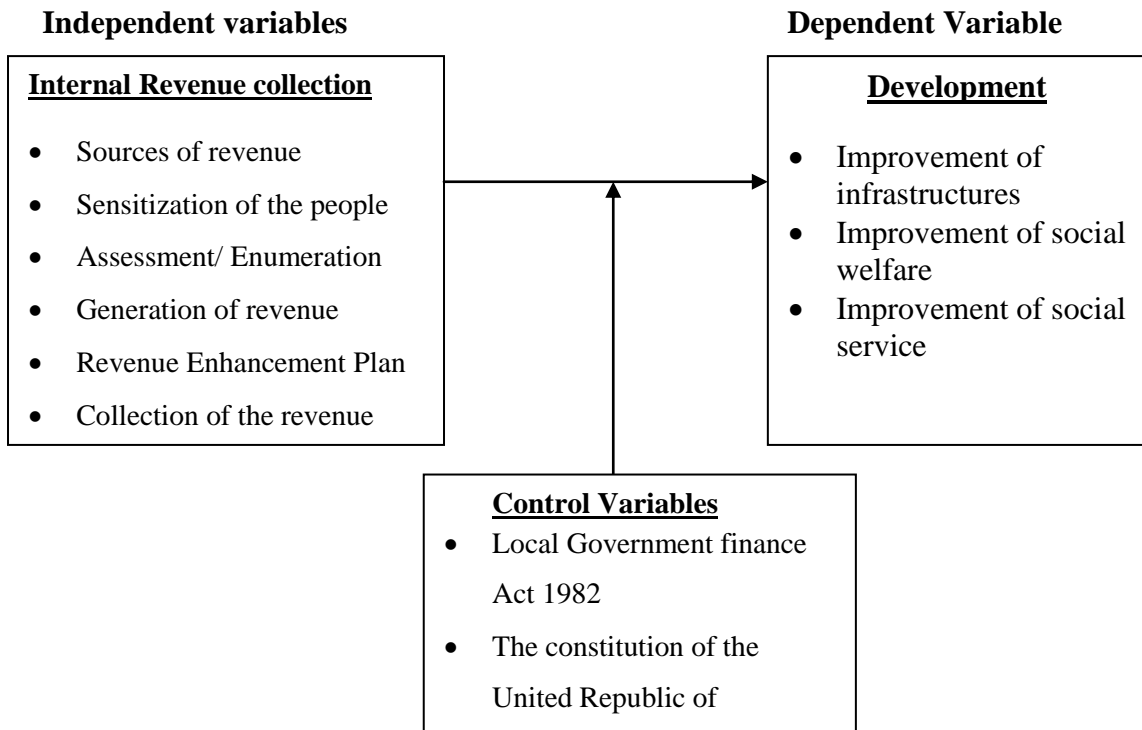 Independent variables
Dependent Variable
Internal Revenue collection
• Sources of revenue
• Sensitization of the people
• Assessment/ Enumeration
• Generation of revenue
• Revenue Enhancement Plan
• Collection of the revenue
Development
• Improvement of
infrastructures
• Improvement of social
welfare
• Improvement of social
service
Control Variables
• Local Government finance
Act 1982
• The constitution of the
United Republic of